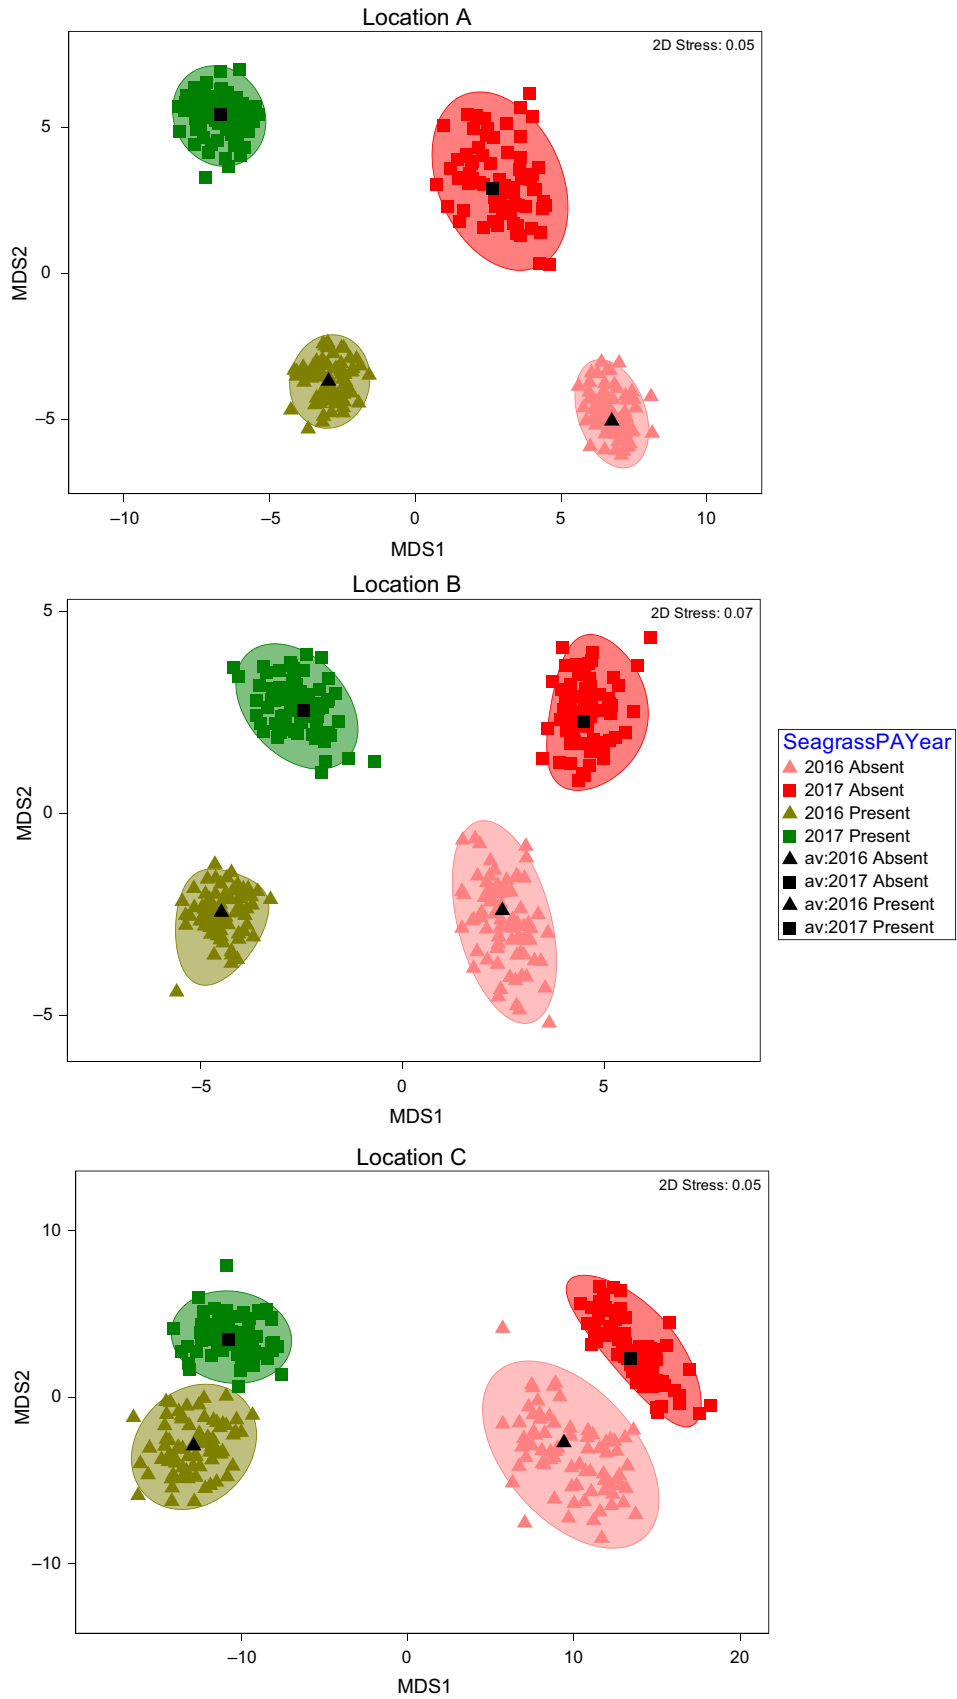 Location A
2D Stress: 0.05
5
0
–5
MDS2
–10
–5
0
5
10
MDS1
Location B
2D Stress: 0.07
5
0
–5
MDS2
–5
0
5
MDS1
SeagrassPAYear
2016 Absent
2017 Absent
2016 Present
2017 Present
av:2016 Absent
av:2017 Absent
av:2016 Present
av:2017 Present
Location C
2D Stress: 0.05
10
0
–10
MDS2
–10
0
10
20
MDS1